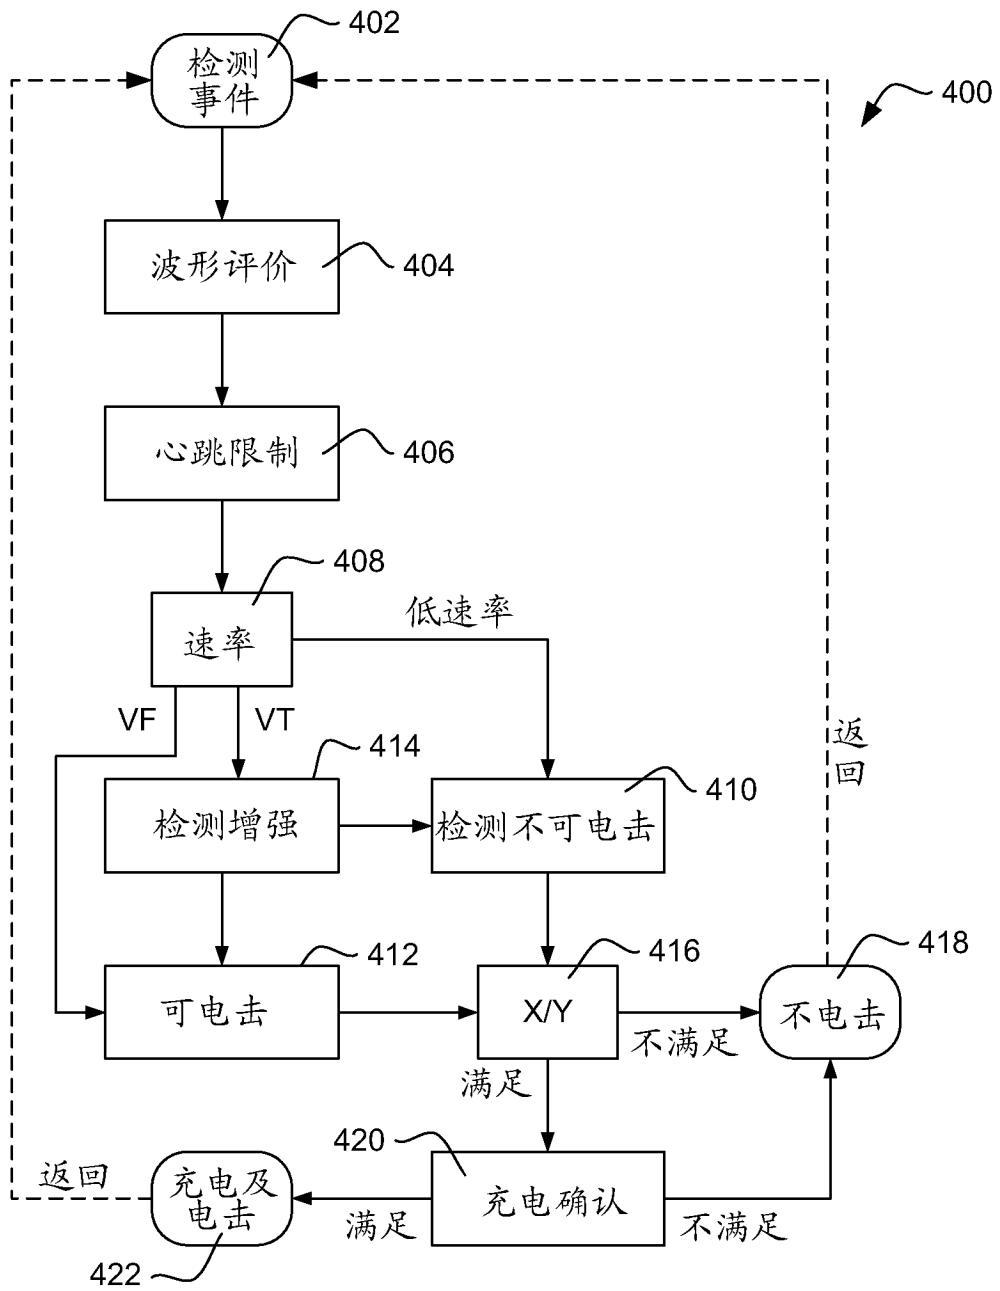 402
检测
事件
400
波形评价
404
心跳限制
406
408
速率
低速率
VF
VT
414
410
检测增强
检测不可电击
返
回
412
416
418
可电击
X/Y
不电击
不满足
满足
420
返回
充电及
电击
充电确认
满足
不满足
422